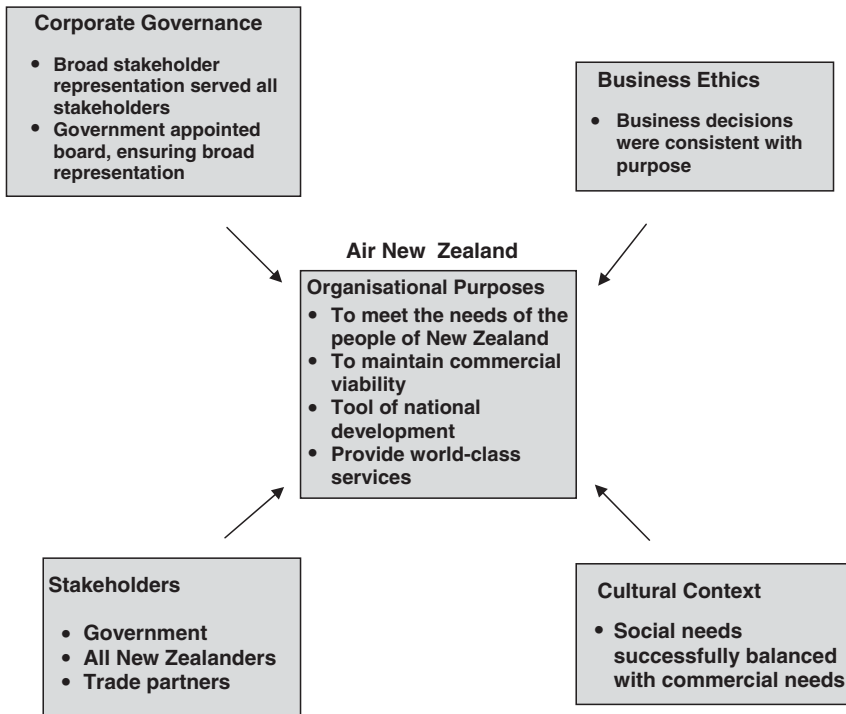 Corporate Governance
• Broad stakeholder
representation served all
stakeholders
• Government appointed
board, ensuring broad
representation
Business Ethics
• Business decisions
were consistent with
purpose
Air New Zealand
Organisational Purposes
• To meet the needs of the
people of New Zealand
• To maintain commercial
viability
• Tool of national
development
• Provide world-class
services
Stakeholders
• Government
• All New Zealanders
• Trade partners
Cultural Context
• Social needs
successfully balanced
with commercial needs